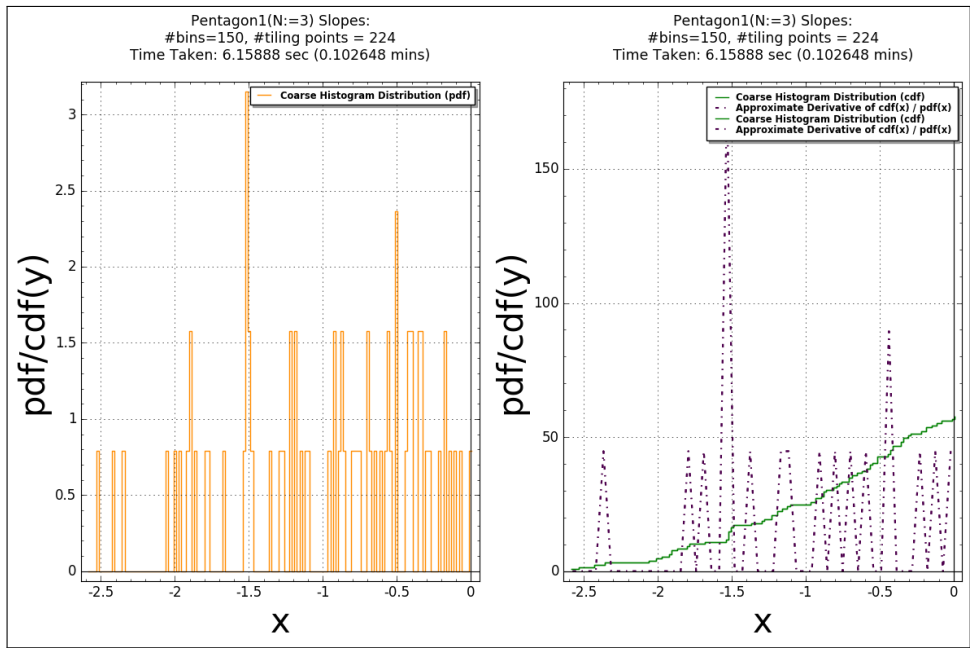 Pentagon1(N:=3) Slopes:
#bins=150, #tiling points = 224
Time Taken: 6.15888 sec (0.102648 mins)
Coarse Histogram Distribution (pdf)
3
2.5
2
1.5
1
0.5
0
-2.5
-2
-1.5
-1
-0.5
0
pdf/cdf(y)
x
Pentagon1(N:=3) Slopes:
#bins=150, #tiling points = 224
Time Taken: 6.15888 sec (0.102648 mins)
Coarse Histogram Distribution (cdf)
Approximate Derivative of cdf(x) / pdf(x)
Coarse Histogram Distribution (cdf)
Approximate Derivative of cdf(x) / pdf(x)
150
100
50
0
-2.5
-2
-1.5
-1
-0.5
0
pdf/cdf(y)
x